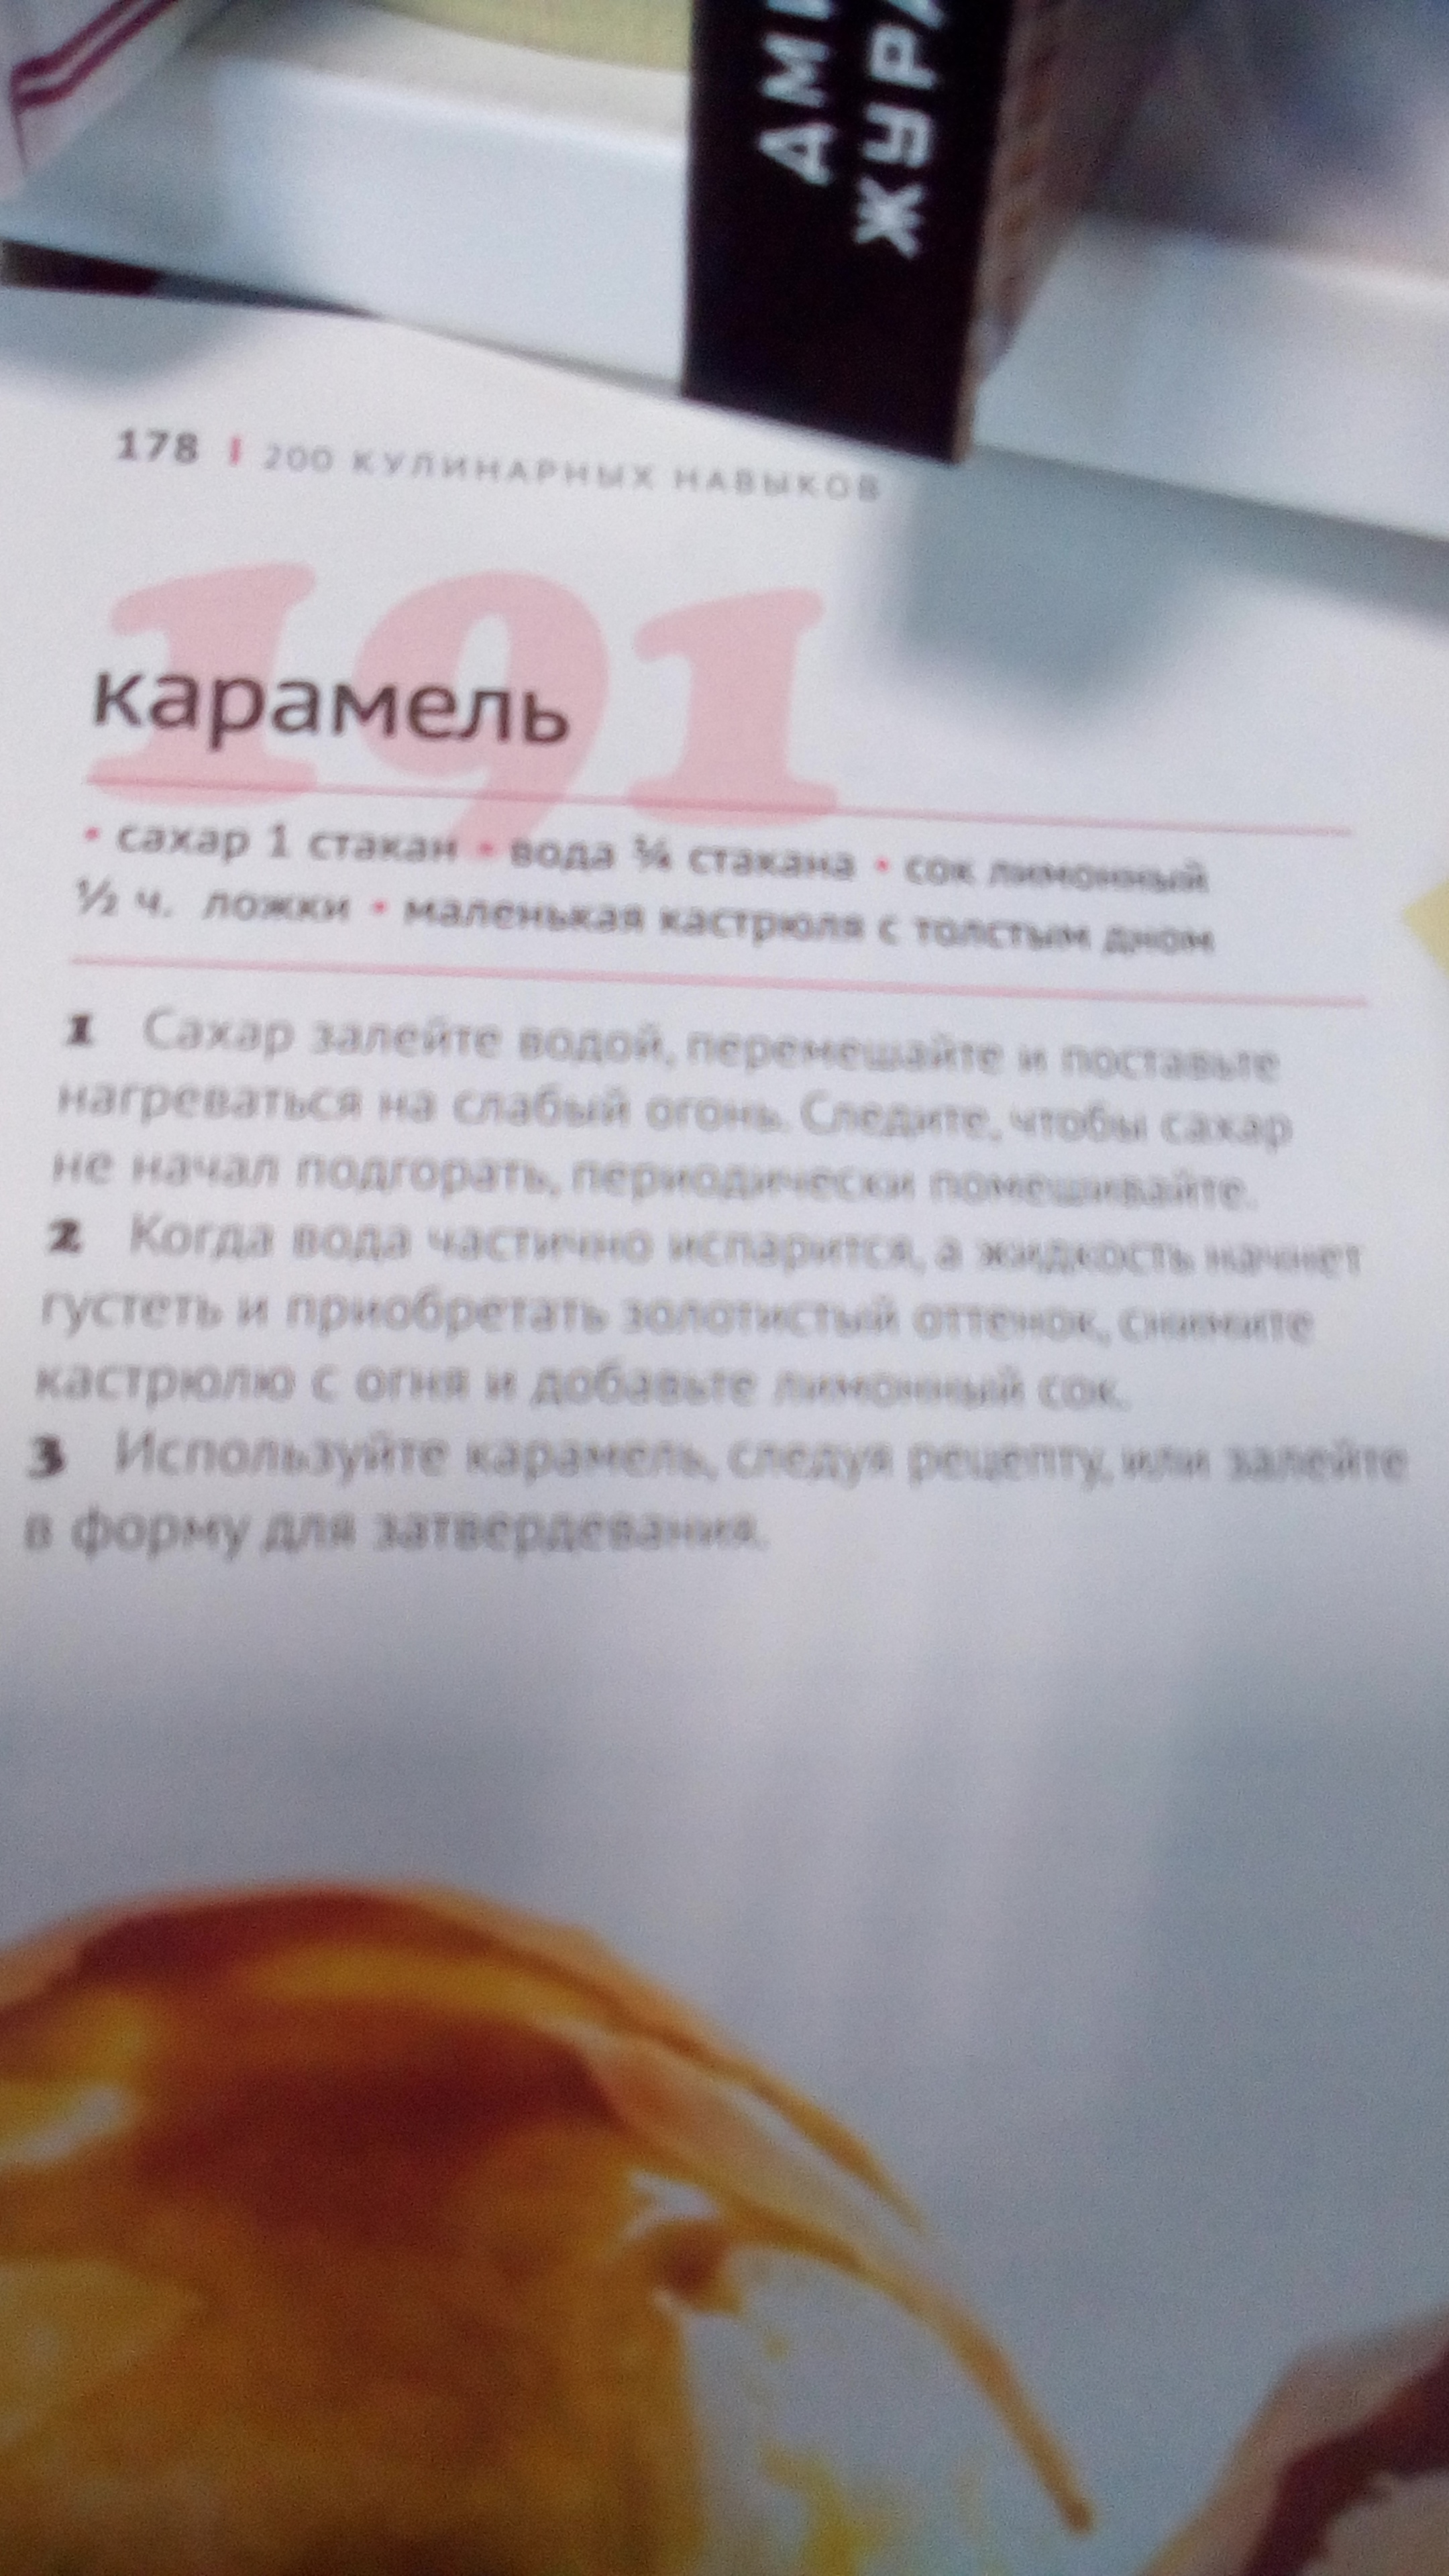 АМИ
ЖУРА
178 | 200 КУЛИНАРНЫХ НАВЫКОВ
191
карамель
• сахар 1 стакан • вода ¾ стакана • сок лимонный
½ ч. ложки • маленькая кастрюля с толстым дном
1 Сахар залейте водой, перемешайте и поставьте
нагреваться на слабый огонь. Следите, чтобы сахар
не начал подгорать, периодически помешивайте.
2 Когда вода частично испарится, а жидкость начнет
густеть и приобретать золотистый оттенок, снимите
кастрюлю с огня и добавьте лимонный сок.
3 Используйте карамель, следуя рецепту, или залейте
в форму для затвердевания.